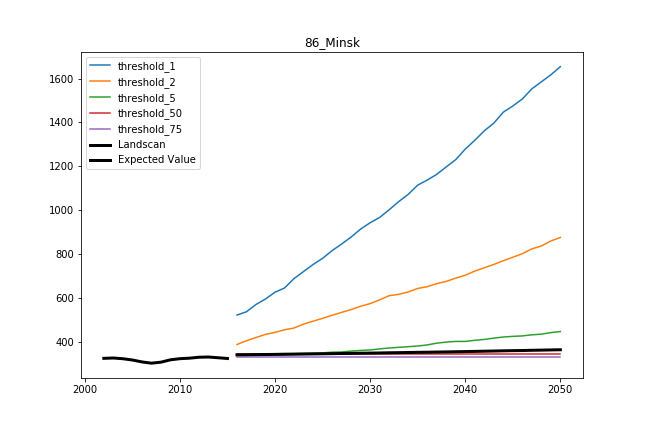 86_Minsk
threshold_1
threshold_2
threshold_5
threshold_50
threshold_75
Landscan
Expected Value
1600
1400
1200
1000
800
600
400
2000 2010 2020 2030 2040 2050